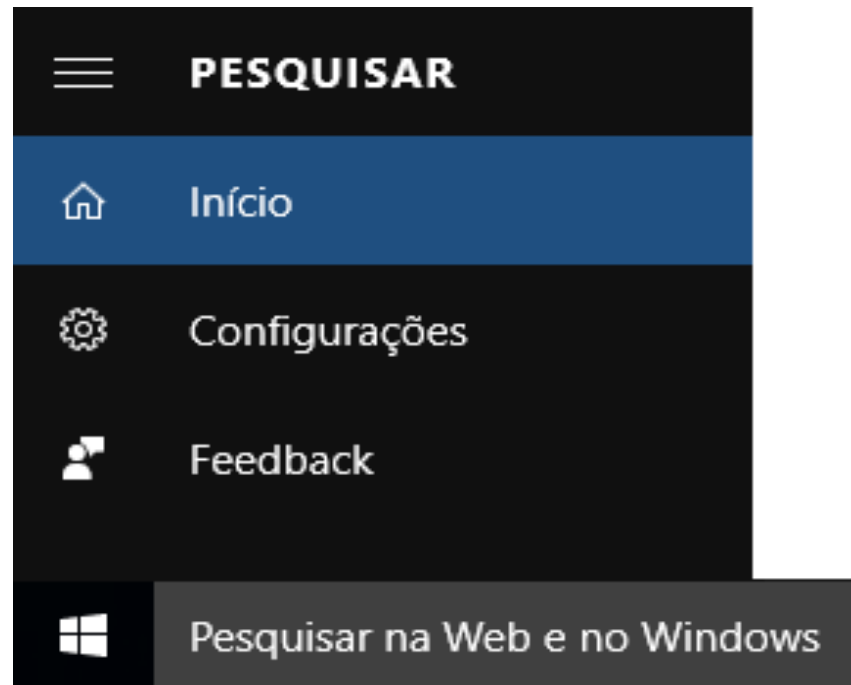 PESQUISAR
Início
Configurações
Feedback
Pesquisar na Web e no Windows